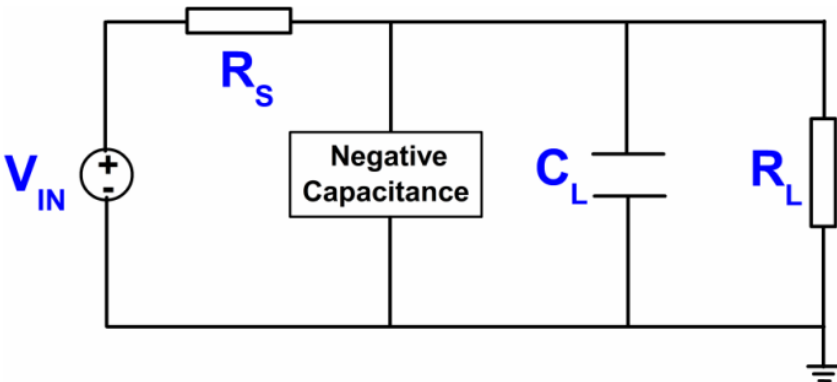 R_S
V_IN
+
-
Negative
Capacitance
C_L
R_L